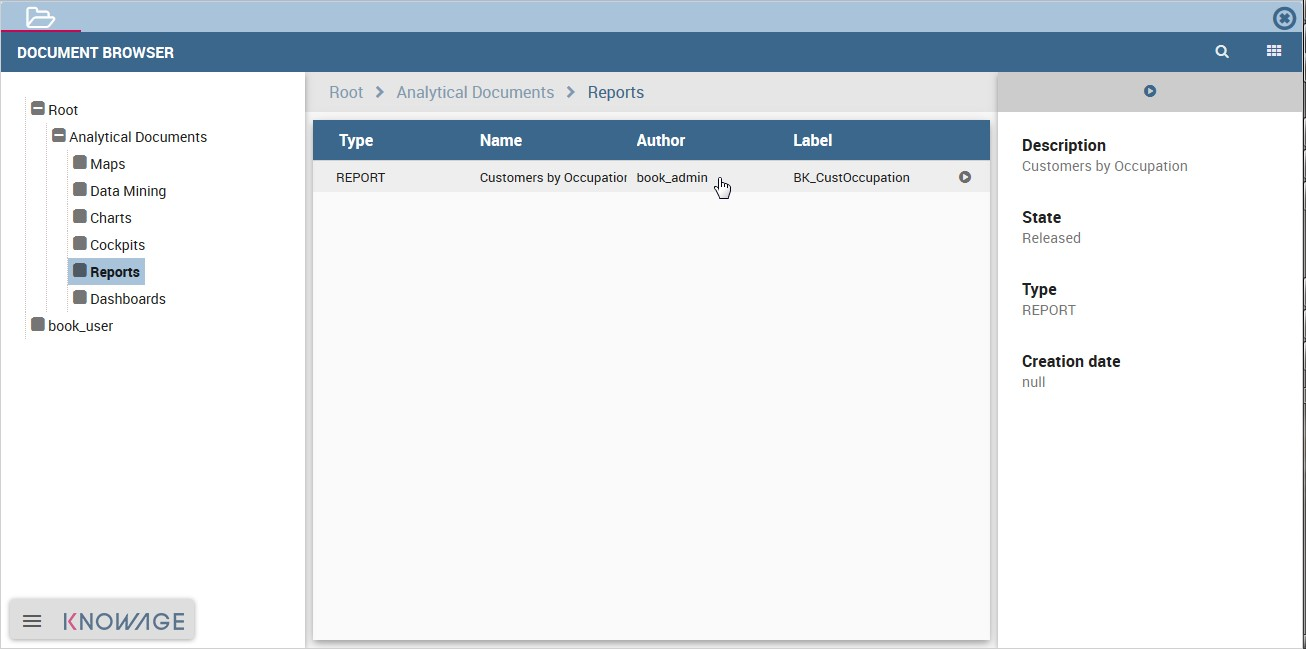 DOCUMENT BROWSER
Root
Analytical Documents
Maps
Data Mining
Charts
Cockpits
Reports
Dashboards
book_user
KNOWAGE
Root > Analytical Documents > Reports
Type Name Author Label
REPORT Customers by Occupation book_admin BK_CustOccupation
Description
Customers by Occupation
State
Released
Type
REPORT
Creation date
null